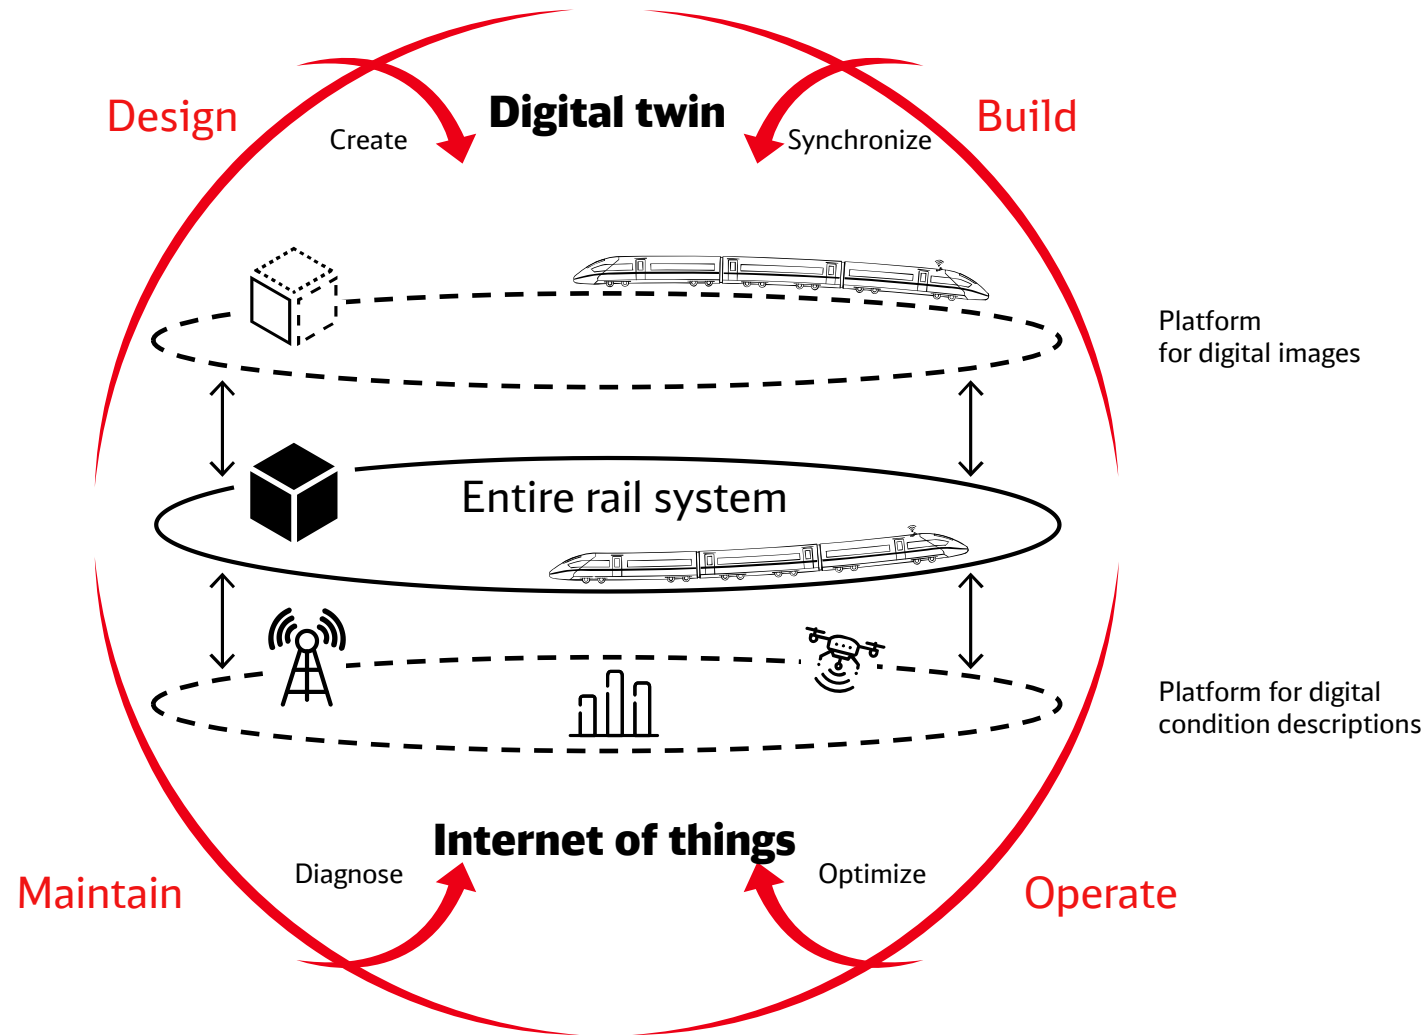 Digital twin
Design
Build
Create
Synchronize
Platform
for digital images
Entire rail system
Platform for digital
condition descriptions
Internet of things
Diagnose
Optimize
Maintain
Operate